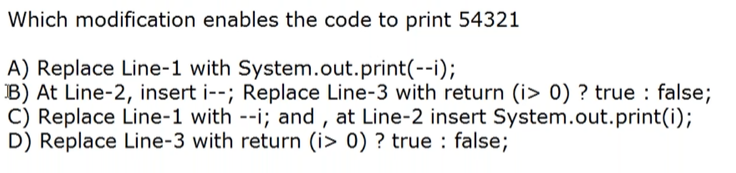 Which modification enables the code to print 54321
A) Replace Line-1 with System.out.print(--i);
B) At Line-2, insert i--; Replace Line-3 with return (i> 0) ? true : false;
C) Replace Line-1 with --i; and , at Line-2 insert System.out.print(i);
D) Replace Line-3 with return (i> 0) ? true : false;